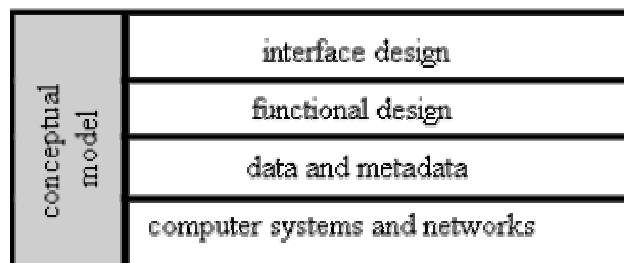 conceptual
model
interface design
functional design
data and metadata
computer systems and networks